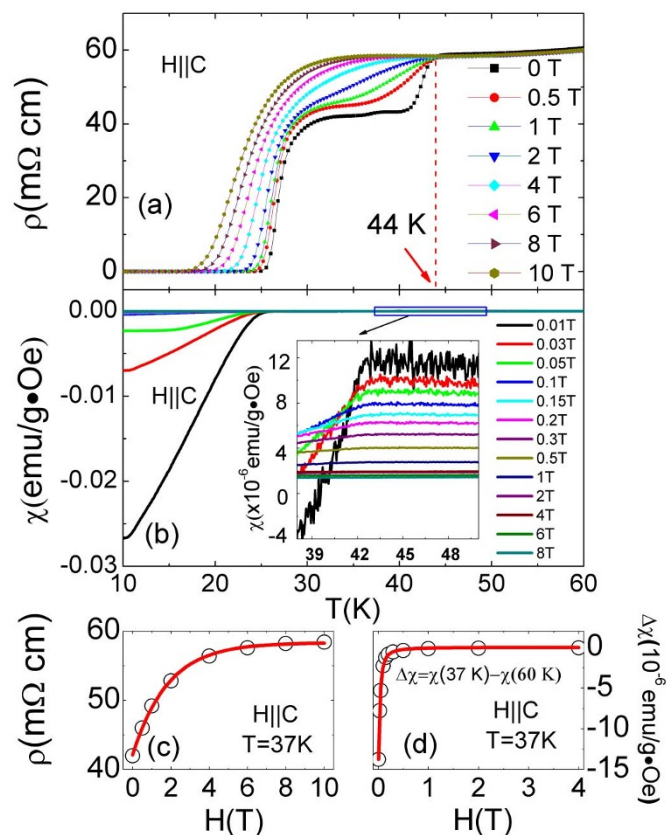 60
40
20
0
ρ(mΩ cm)
H||C
(a)
44 K
0 T
0.5 T
1 T
2 T
4 T
6 T
8 T
10 T
0.00
-0.01
-0.02
-0.03
χ(emu/g•Oe)
H||C
(b)
12
8
4
0
-4
χ(x10⁻⁶ emu/g•Oe)
39 42 45 48
0.01T
0.03T
0.05T
0.1T
0.15T
0.2T
0.3T
0.5T
1T
2T
4T
6T
8T
10 20 30 40 50 60
T(K)
60
50
40
ρ(mΩ cm)
H||C
T=37K
(c)
0 2 4 6 8 10
H(T)
Δχ=χ(37 K)−χ(60 K)
H||C
T=37K
(d)
0
-5
-10
-15
Δχ(10⁻⁶ emu/g•Oe)
0 1 2 3 4
H(T)